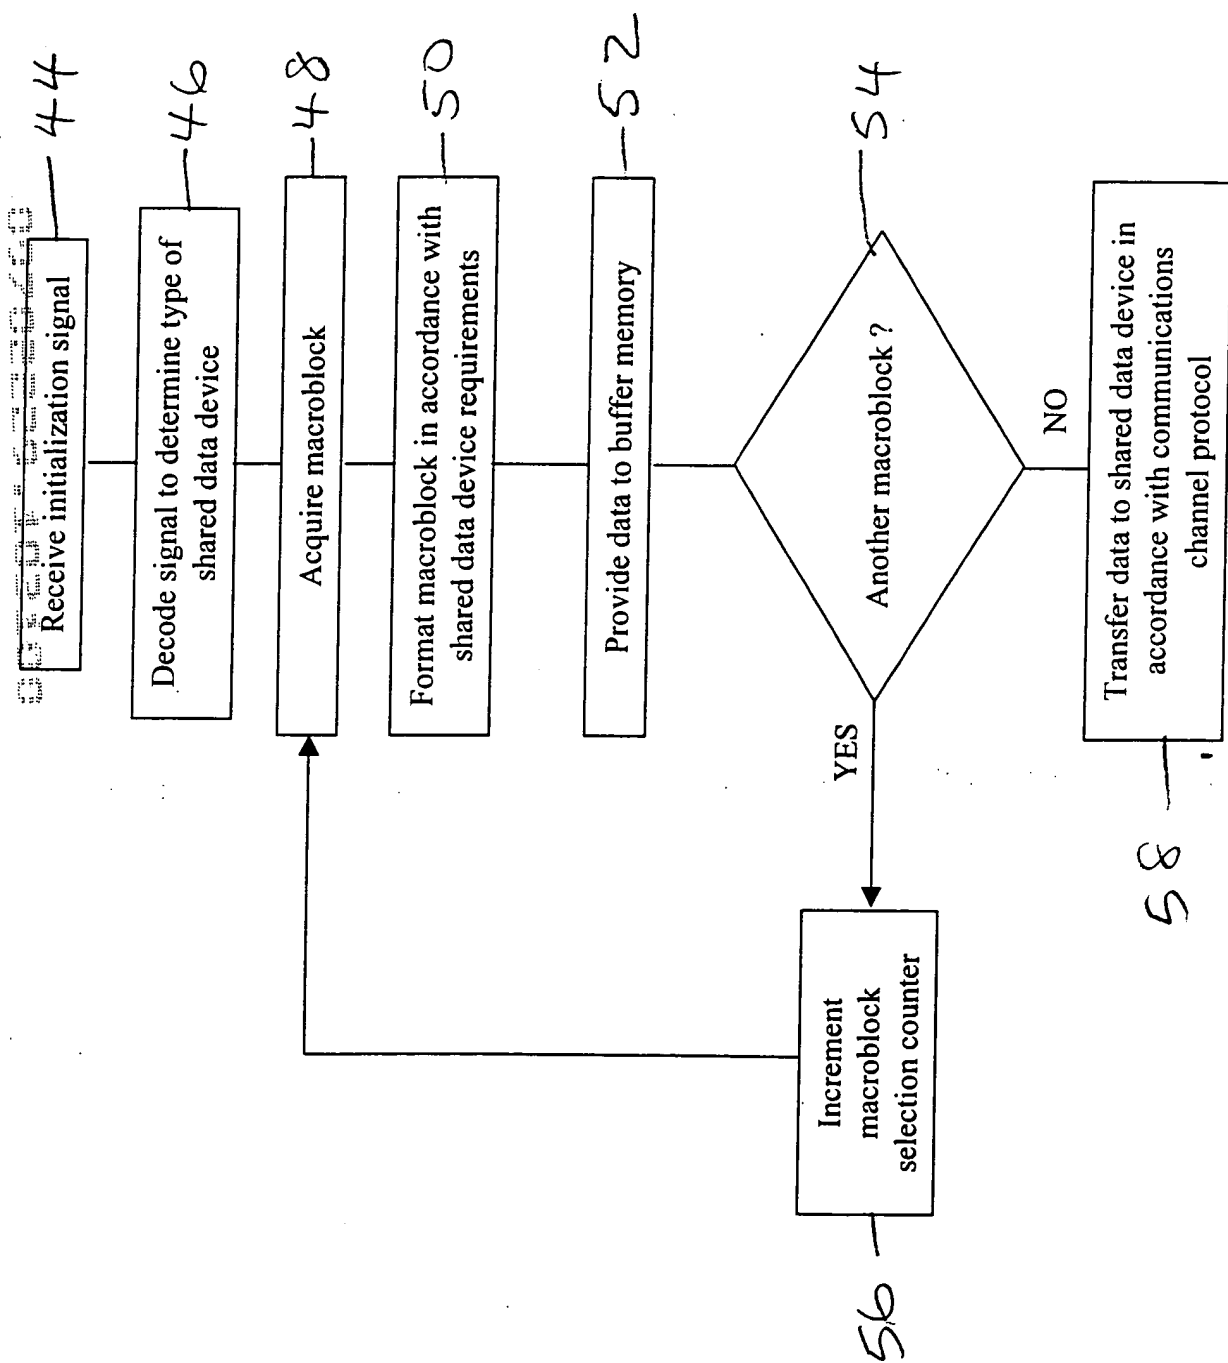 Receive initialization signal
44
Decode signal to determine type of
shared data device
46
Acquire macroblock
48
Format macroblock in accordance with
shared data device requirements
50
Provide data to buffer memory
52
Another macroblock ?
54
YES
NO
Increment
macroblock
selection counter
56
Transfer data to shared data device in
accordance with communications
channel protocol
58